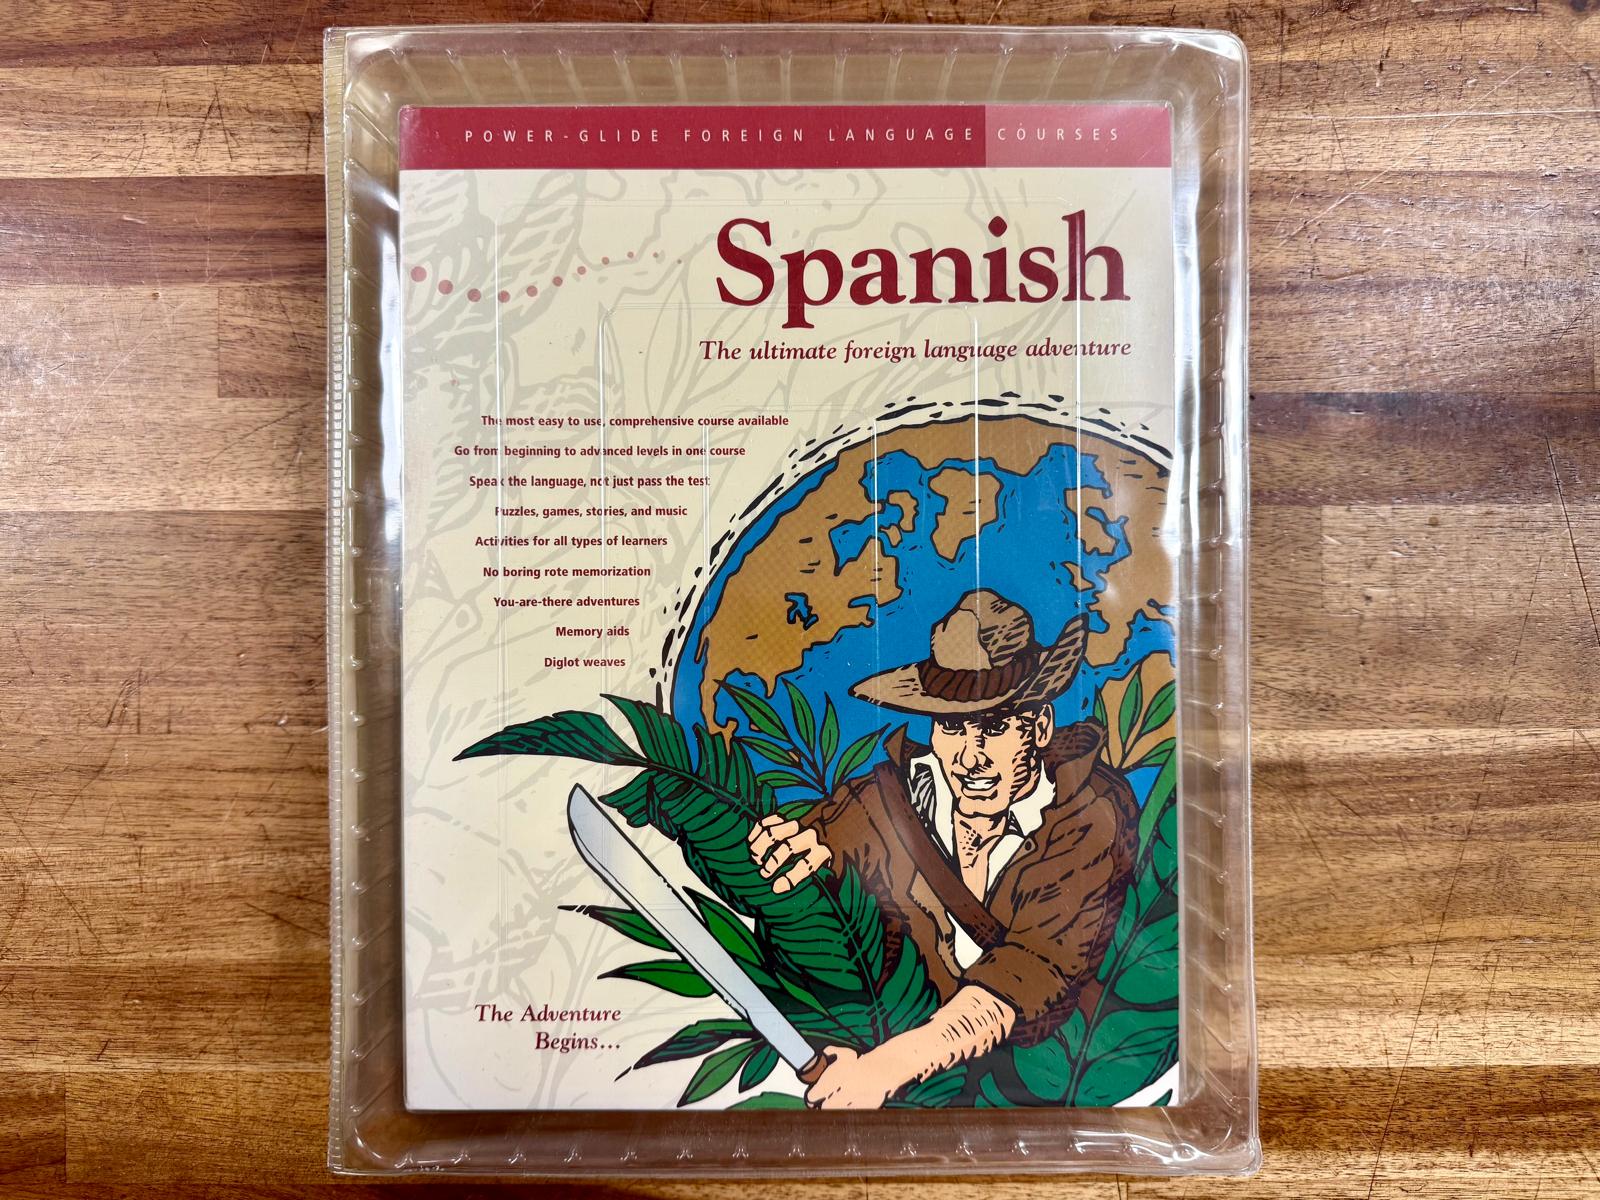 POWER-GLIDE FOREIGN LANGUAGE COURSES
Spanish
The ultimate foreign language adventure
The most easy to use, comprehensive course available
Go from beginning to advanced levels in one course
Speak the language, not just pass the test
Puzzles, games, stories, and music
Activities for all types of learners
No boring rote memorization
You-are-there adventures
Memory aids
Diglot weaves
The Adventure
Begins...